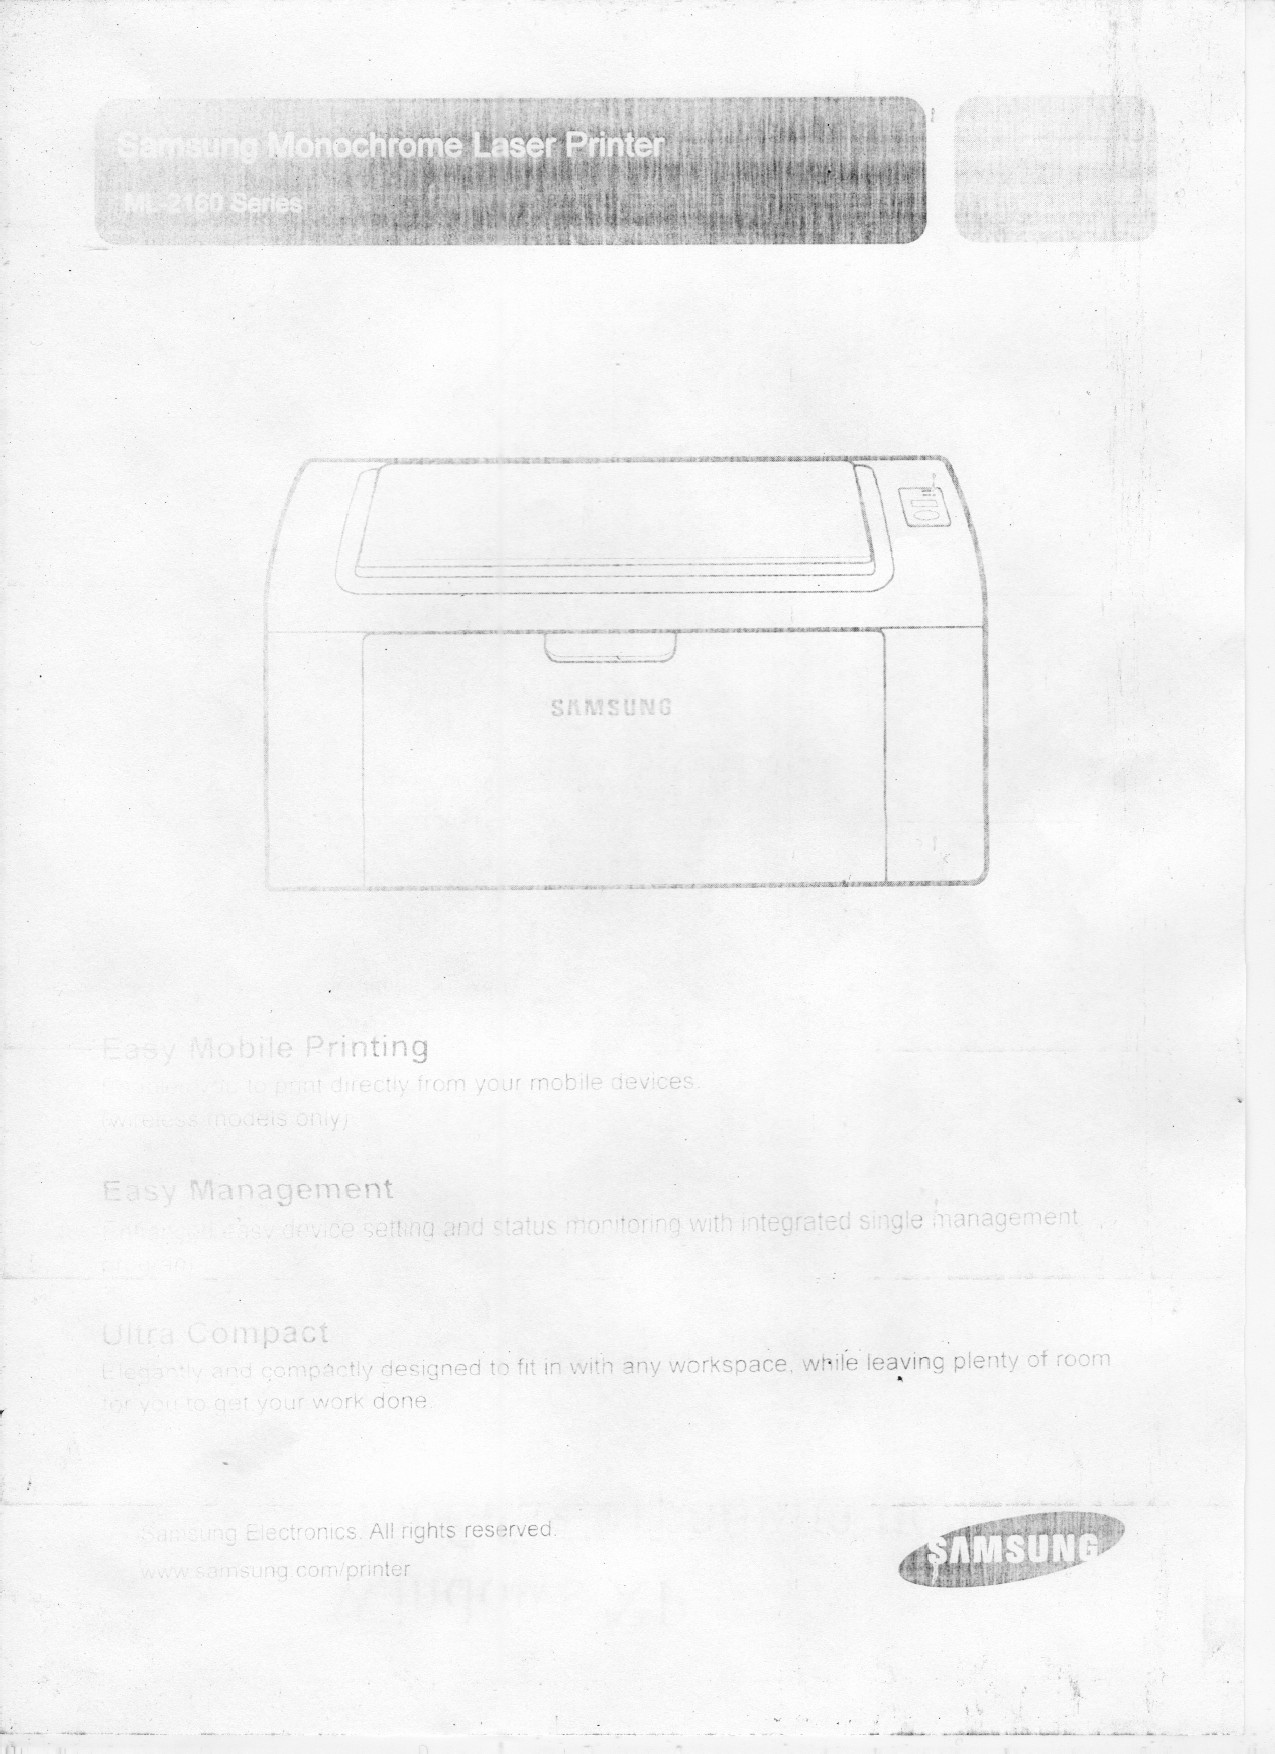 Samsung Monochrome Laser Printer
ML-2160 Series
SAMSUNG
Easy Mobile Printing
to print directly from your mobile devices.
(wireless models only)
Easy Management
easy device setting and status monitoring with integrated single management
program
Ultra Compact
Elegantly and compactly designed to fit in with any workspace, while leaving plenty of room
for you to get your work done.
Samsung Electronics. All rights reserved.
www.samsung.com/printer
SAMSUNG